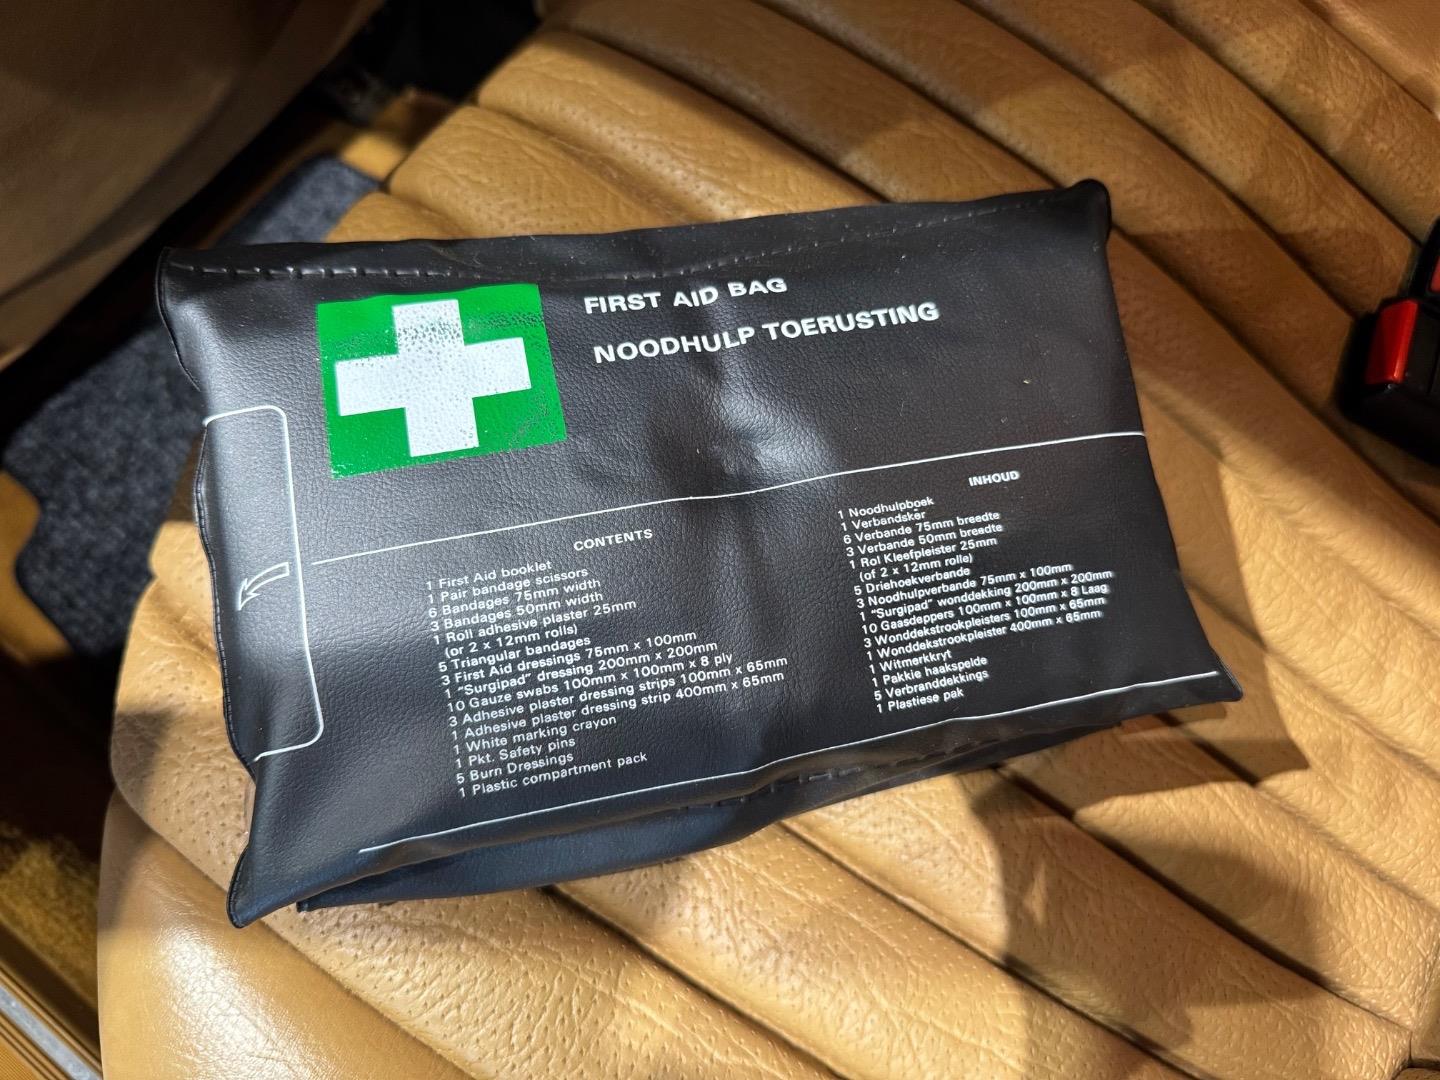 FIRST AID BAG
NOODHULP TOERUSTING
CONTENTS
1 First Aid booklet
1 Pair bandage scissors
6 Bandages 75mm width
3 Bandages 50mm width
1 Roll adhesive plaster 25mm
(or 2 x 12mm rolls)
5 Triangular bandages
3 First Aid dressings 75mm x 100mm
1 "Surgipad" dressing 200mm x 200mm
10 Gauze swabs 100mm x 100mm x 8 ply
3 Adhesive plaster dressing strips 100mm x 65mm
1 Adhesive plaster dressing strip 400mm x 65mm
1 White marking crayon
1 Pkt. Safety pins
5 Burn Dressings
1 Plastic compartment pack
INHOUD
1 Noodhulpboek
1 Verbandskêr
6 Verbande 75mm breedte
3 Verbande 50mm breedte
1 Rol Kleefpleister 25mm
(of 2 x 12mm rolle)
5 Driehoekverbande
3 Noodhulpverbande 75mm x 100mm
1 "Surgipad" wonddekking 200mm x 200mm
10 Gaasdeppers 100mm x 100mm x 8 Laag
3 Wonddekstrookpleisters 100mm x 65mm
1 Wonddekstrookpleister 400mm x 65mm
1 Witmerkkryt
1 Pakkie haakspelde
5 Verbranddekkings
1 Plastiese pak